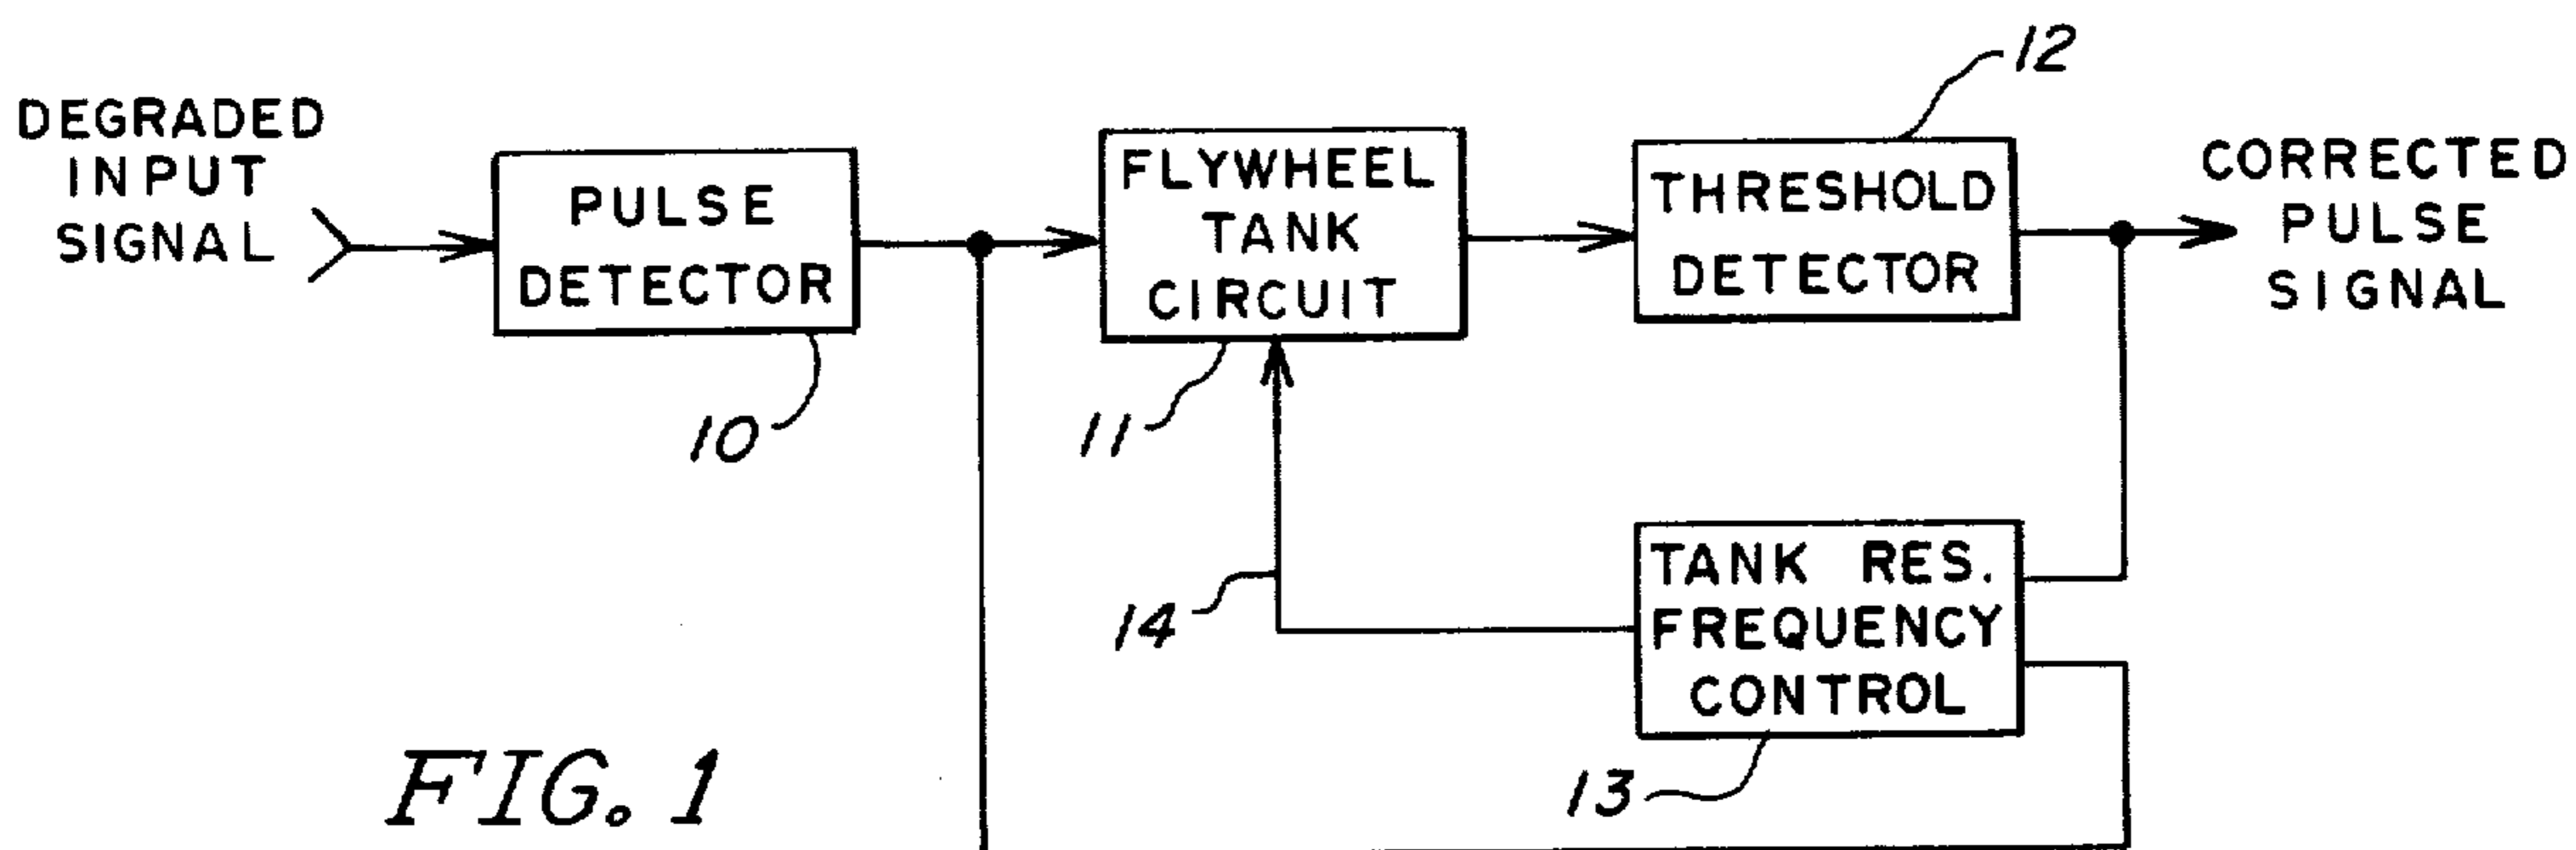 DEGRADED
INPUT
SIGNAL
PULSE
DETECTOR
10
FLYWHEEL
TANK
CIRCUIT
11
THRESHOLD
DETECTOR
12
CORRECTED
PULSE
SIGNAL
14
TANK RES.
FREQUENCY
CONTROL
13
FIG. 1